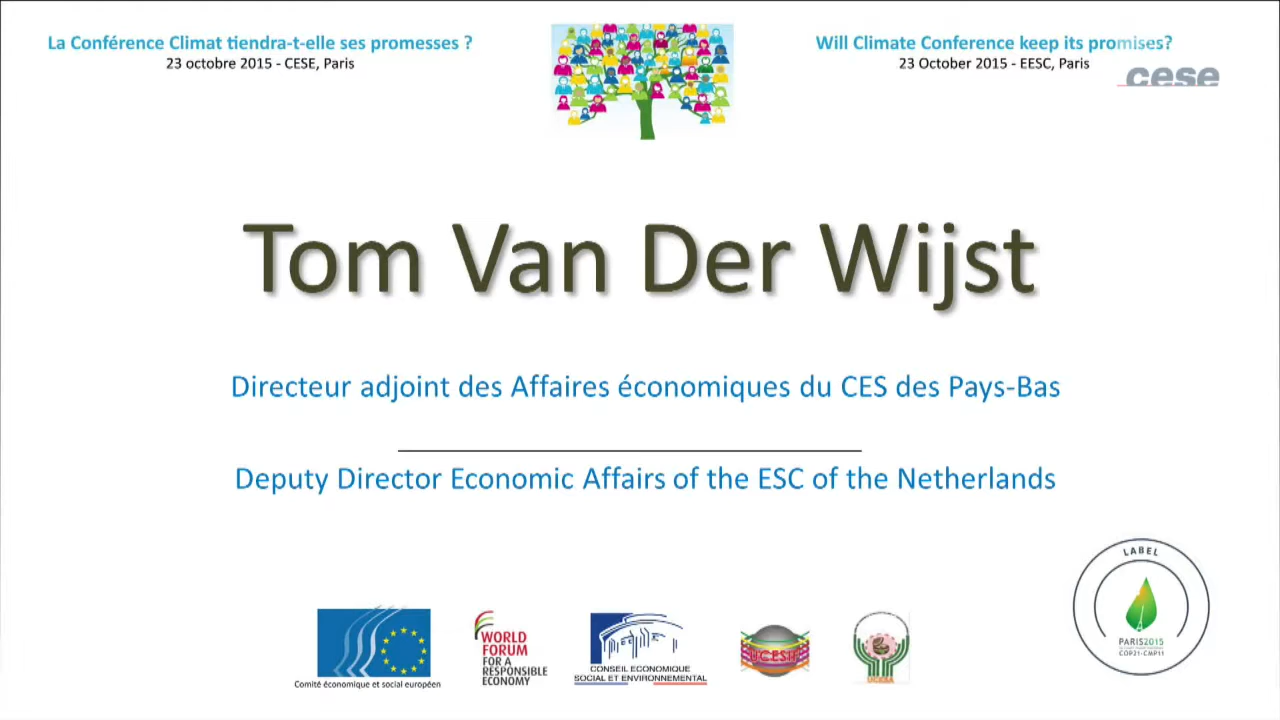 La Conférence Climat tiendra-t-elle ses promesses ?
23 octobre 2015 - CESE, Paris
Will Climate Conference keep its promises?
23 October 2015 - EESC, Paris
cese
Tom Van Der Wijst
Directeur adjoint des Affaires économiques du CES des Pays-Bas
Deputy Director Economic Affairs of the ESC of the Netherlands
Comité économique et social européen
WORLD
FORUM
FOR A
RESPONSIBLE
ECONOMY
CONSEIL ECONOMIQUE
SOCIAL ET ENVIRONNEMENTAL
UCESIF
LABEL
PARIS2015
COP21·CMP11